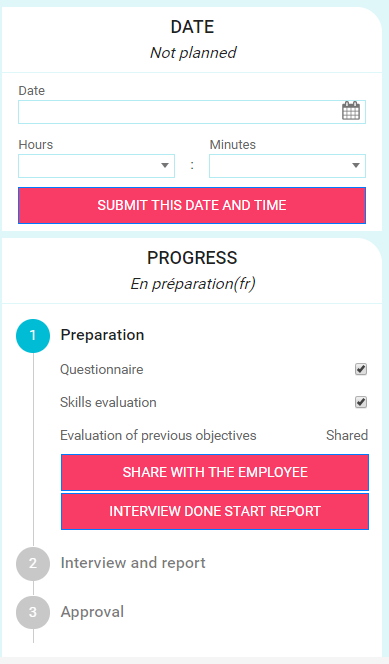 DATE
Not planned
Date
Hours Minutes
:
SUBMIT THIS DATE AND TIME
PROGRESS
En préparation(fr)
1 Preparation
Questionnaire
Skills evaluation
Evaluation of previous objectives Shared
SHARE WITH THE EMPLOYEE
INTERVIEW DONE START REPORT
2 Interview and report
3 Approval